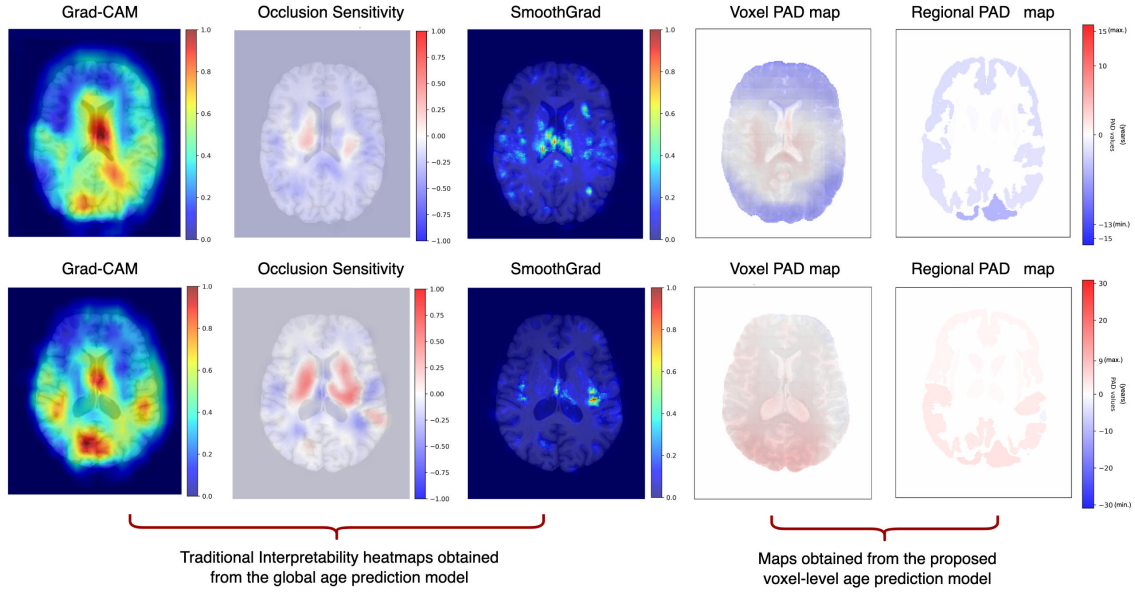 Grad-CAM
Occlusion Sensitivity
SmoothGrad
Voxel PAD map
Regional PAD map
1.0
0.8
0.6
0.4
0.2
0.0
1.00
0.75
0.50
0.25
0.00
−0.25
−0.50
−0.75
−1.00
1.0
0.8
0.6
0.4
0.2
0.0
15 (max.)
10
0
−13 (min.)
−15
PAD values
(years)
Grad-CAM
Occlusion Sensitivity
SmoothGrad
Voxel PAD map
Regional PAD map
1.0
0.8
0.6
0.4
0.2
0.0
1.00
0.75
0.50
0.25
0.00
−0.25
−0.50
−0.75
−1.00
1.0
0.8
0.6
0.4
0.2
0.0
30
20
9 (max.)
0
−10
−20
−30 (min.)
PAD values
(years)
Traditional Interpretability heatmaps obtained
from the global age prediction model
Maps obtained from the proposed
voxel-level age prediction model